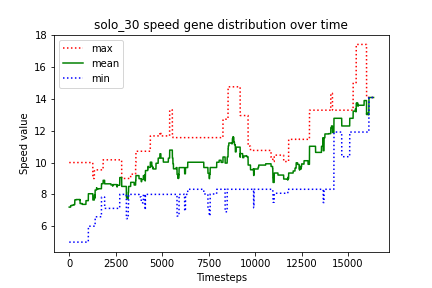 solo_30 speed gene distribution over time
max
mean
min
Speed value
18
16
14
12
10
8
6
0 2500 5000 7500 10000 12500 15000
Timesteps